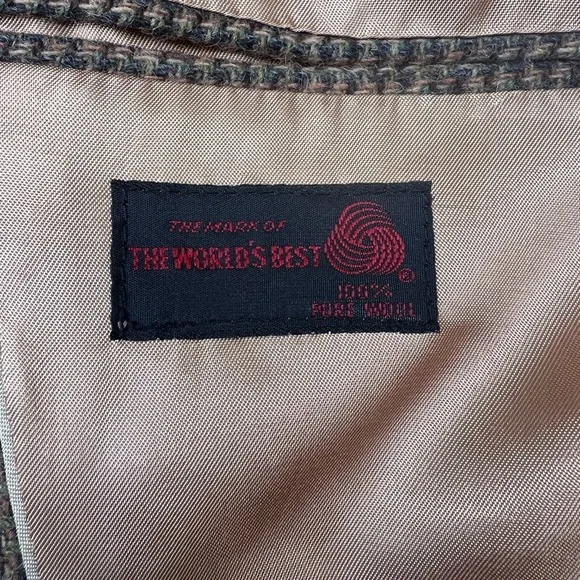 THE MARK OF
THE WORLD'S BEST
®
100%
PURE WOOL